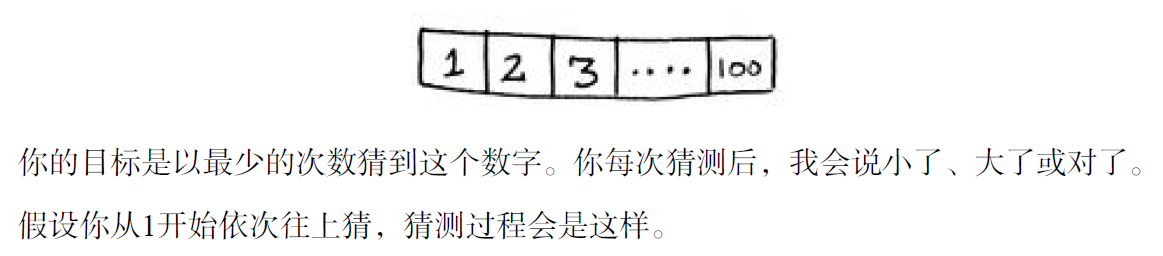 1 2 3 .... 100
你的目标是以最少的次数猜到这个数字。你每次猜测后，我会说小了、大了或对了。
假设你从1开始依次往上猜，猜测过程会是这样。